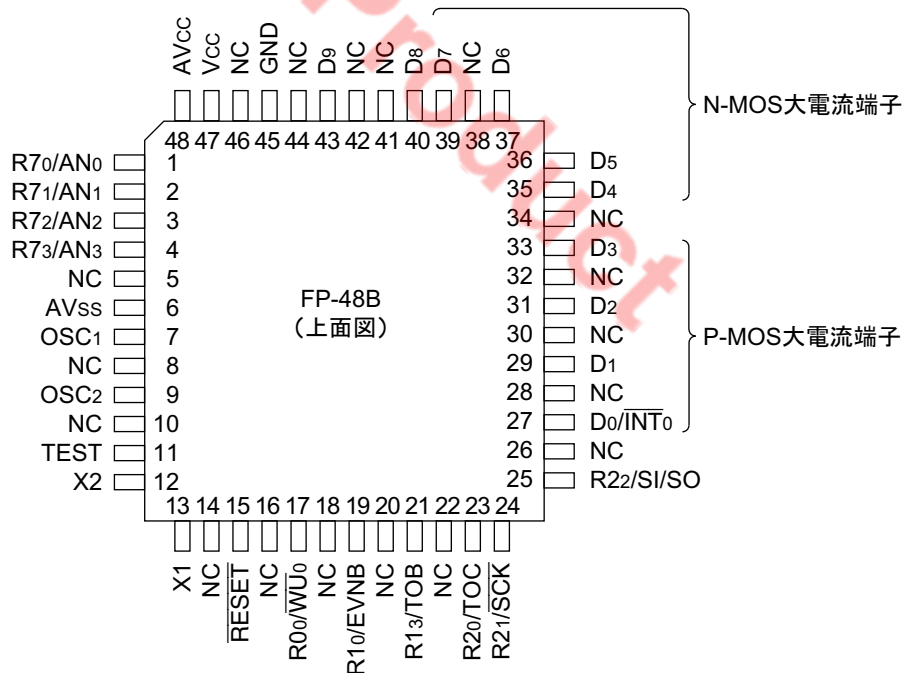 product
AVCC
VCC
NC
GND
NC
D9
NC
NC
D8
D7
NC
D6
48 47 46 45 44 43 42 41 40 39 38 37
N-MOS大電流端子
R70/AN0 1
R71/AN1 2
R72/AN2 3
R73/AN3 4
NC 5
AVSS 6
OSC1 7
NC 8
OSC2 9
NC 10
TEST 11
X2 12
FP-48B
(上面図)
36 D5
35 D4
34 NC
33 D3
32 NC
31 D2
30 NC
29 D1
28 NC
27 D0/INT0
26 NC
25 R22/SI/SO
P-MOS大電流端子
13 14 15 16 17 18 19 20 21 22 23 24
X1
NC
RESET
NC
R00/WU0
NC
R10/EVNB
NC
R13/TOB
NC
R20/TOC
R21/SCK